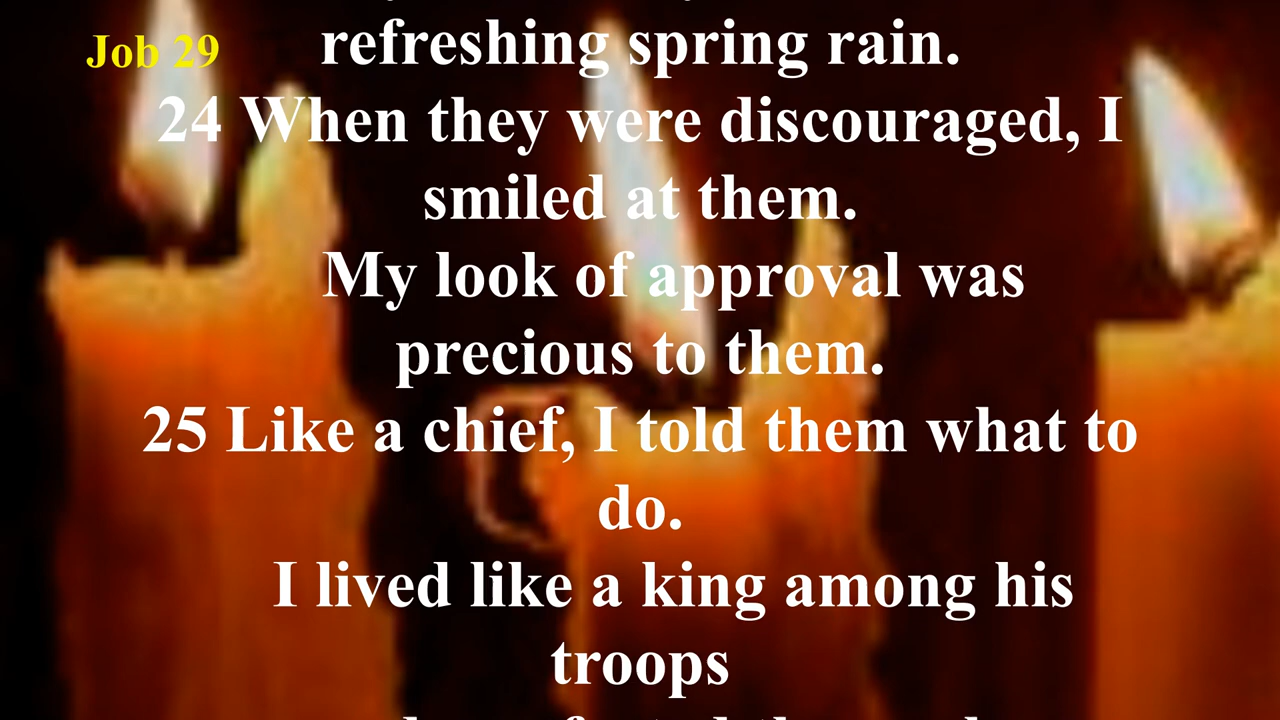 Job 29
refreshing spring rain.
24 When they were discouraged, I
smiled at them.
My look of approval was
precious to them.
25 Like a chief, I told them what to
do.
I lived like a king among his
troops